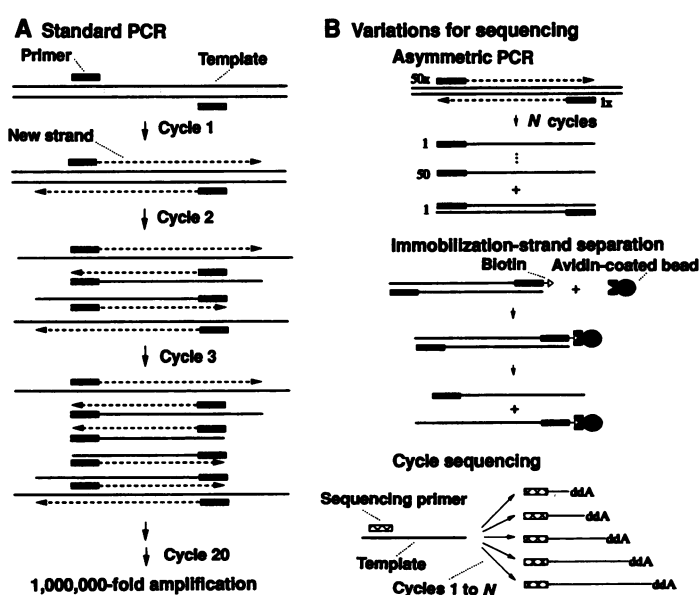 A Standard PCR
Primer
Template
Cycle 1
New strand
Cycle 2
Cycle 3
Cycle 20
1,000,000-fold amplification
B Variations for sequencing
Asymmetric PCR
50x
1x
N cycles
1
50
+
1
Immobilization-strand separation
Biotin
Avidin-coated bead
+
+
Cycle sequencing
Sequencing primer
Template
Cycles 1 to N
ddA
ddA
ddA
ddA
ddA